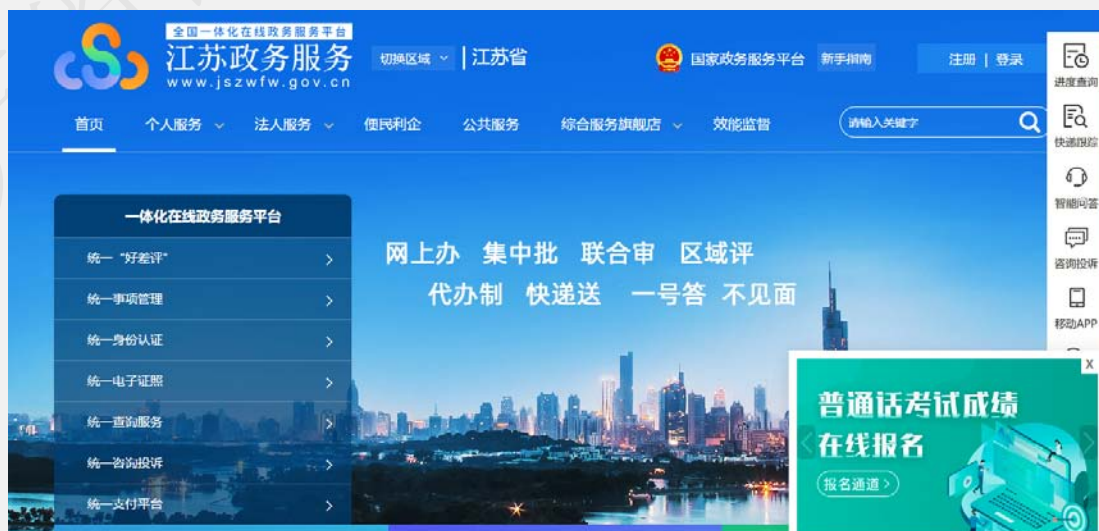 全国一体化在线政务服务平台
江苏政务服务
www.jszwfw.gov.cn
切换区域 | 江苏省
国家政务服务平台 新手指南 注册 | 登录
首页 个人服务 法人服务 便民利企 公共服务 综合服务旗舰店 效能监督 请输入关键字
进度查询
快递跟踪
智能问答
咨询投诉
移动APP
一体化在线政务服务平台
统一“好差评”
统一事项管理
统一身份认证
统一电子证照
统一查询服务
统一咨询投诉
统一支付平台
网上办 集中批 联合审 区域评
代办制 快递送 一号答 不见面
X
普通话考试成绩
在线报名
报名通道 >